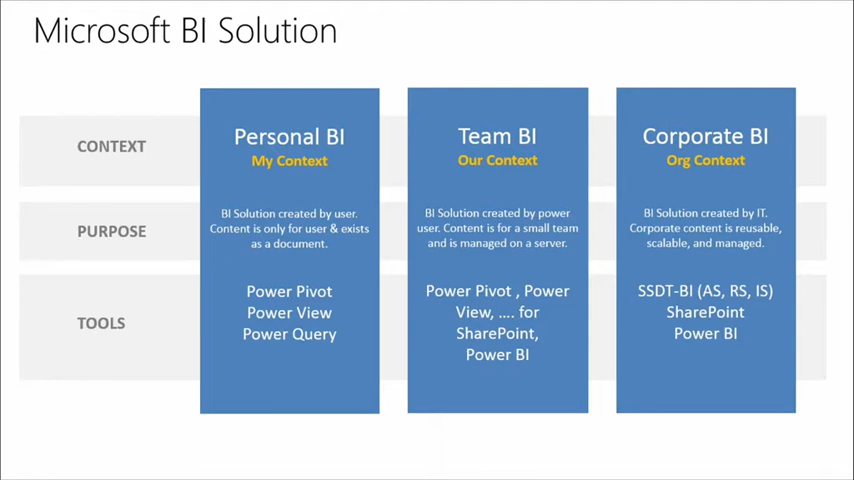 Microsoft BI Solution
CONTEXT
Personal BI
My Context
Team BI
Our Context
Corporate BI
Org Context
PURPOSE
BI Solution created by user.
Content is only for user & exists
as a document.
BI Solution created by power
user. Content is for a small team
and is managed on a server.
BI Solution created by IT.
Corporate content is reusable,
scalable, and managed.
TOOLS
Power Pivot
Power View
Power Query
Power Pivot , Power
View, .... for
SharePoint,
Power BI
SSDT-BI (AS, RS, IS)
SharePoint
Power BI